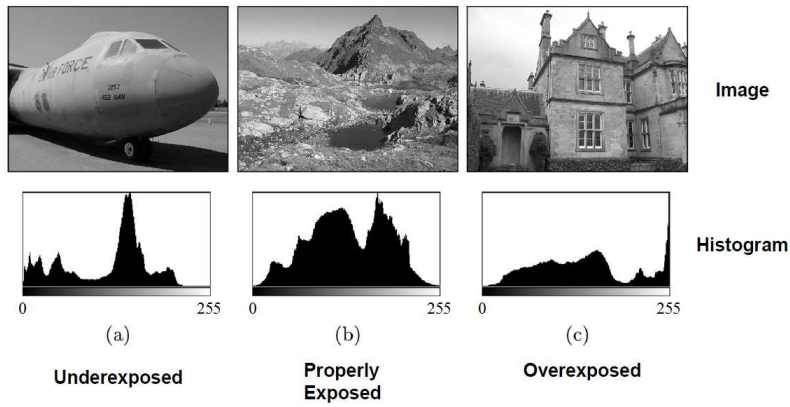 AIR FORCE
Image
Histogram
0 255
0 255
0 255
(a)
(b)
(c)
Underexposed
Properly
Exposed
Overexposed